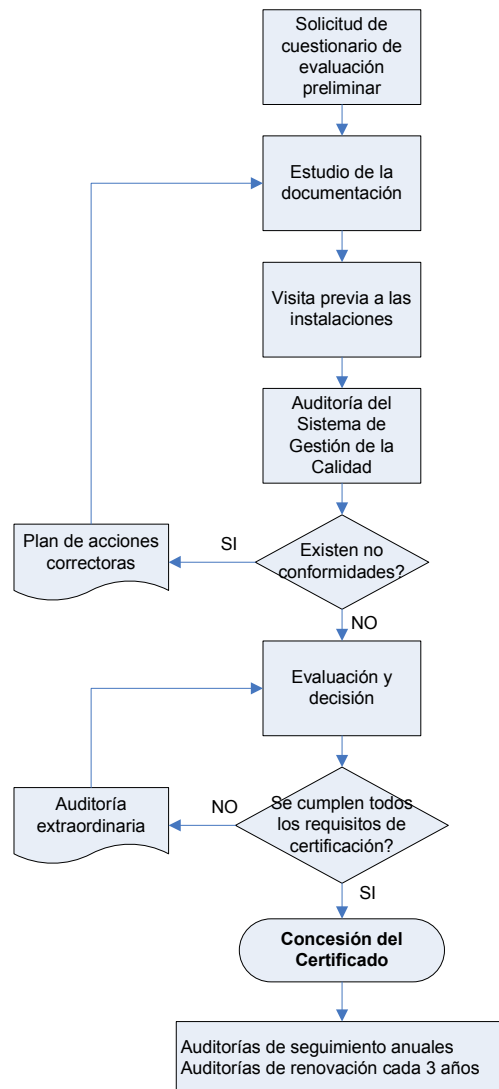 Solicitud de
cuestionario de
evaluación
preliminar
Estudio de la
documentación
Visita previa a las
instalaciones
Auditoría del
Sistema de
Gestión de la
Calidad
Existen no
conformidades?
SI
Plan de acciones
correctoras
NO
Evaluación y
decisión
Se cumplen todos
los requisitos de
certificación?
NO
Auditoría
extraordinaria
SI
Concesión del
Certificado
Auditorías de seguimiento anuales
Auditorías de renovación cada 3 años